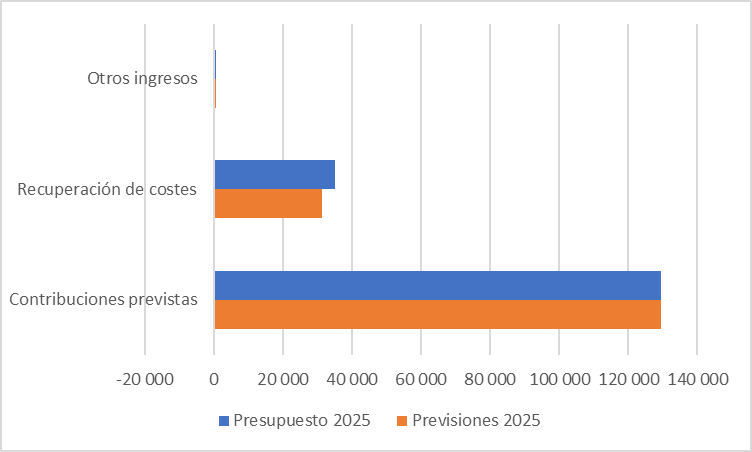 Otros ingresos
Recuperación de costes
Contribuciones previstas
-20 000 0 20 000 40 000 60 000 80 000 100 000 120 000 140 000
Presupuesto 2025 Previsiones 2025